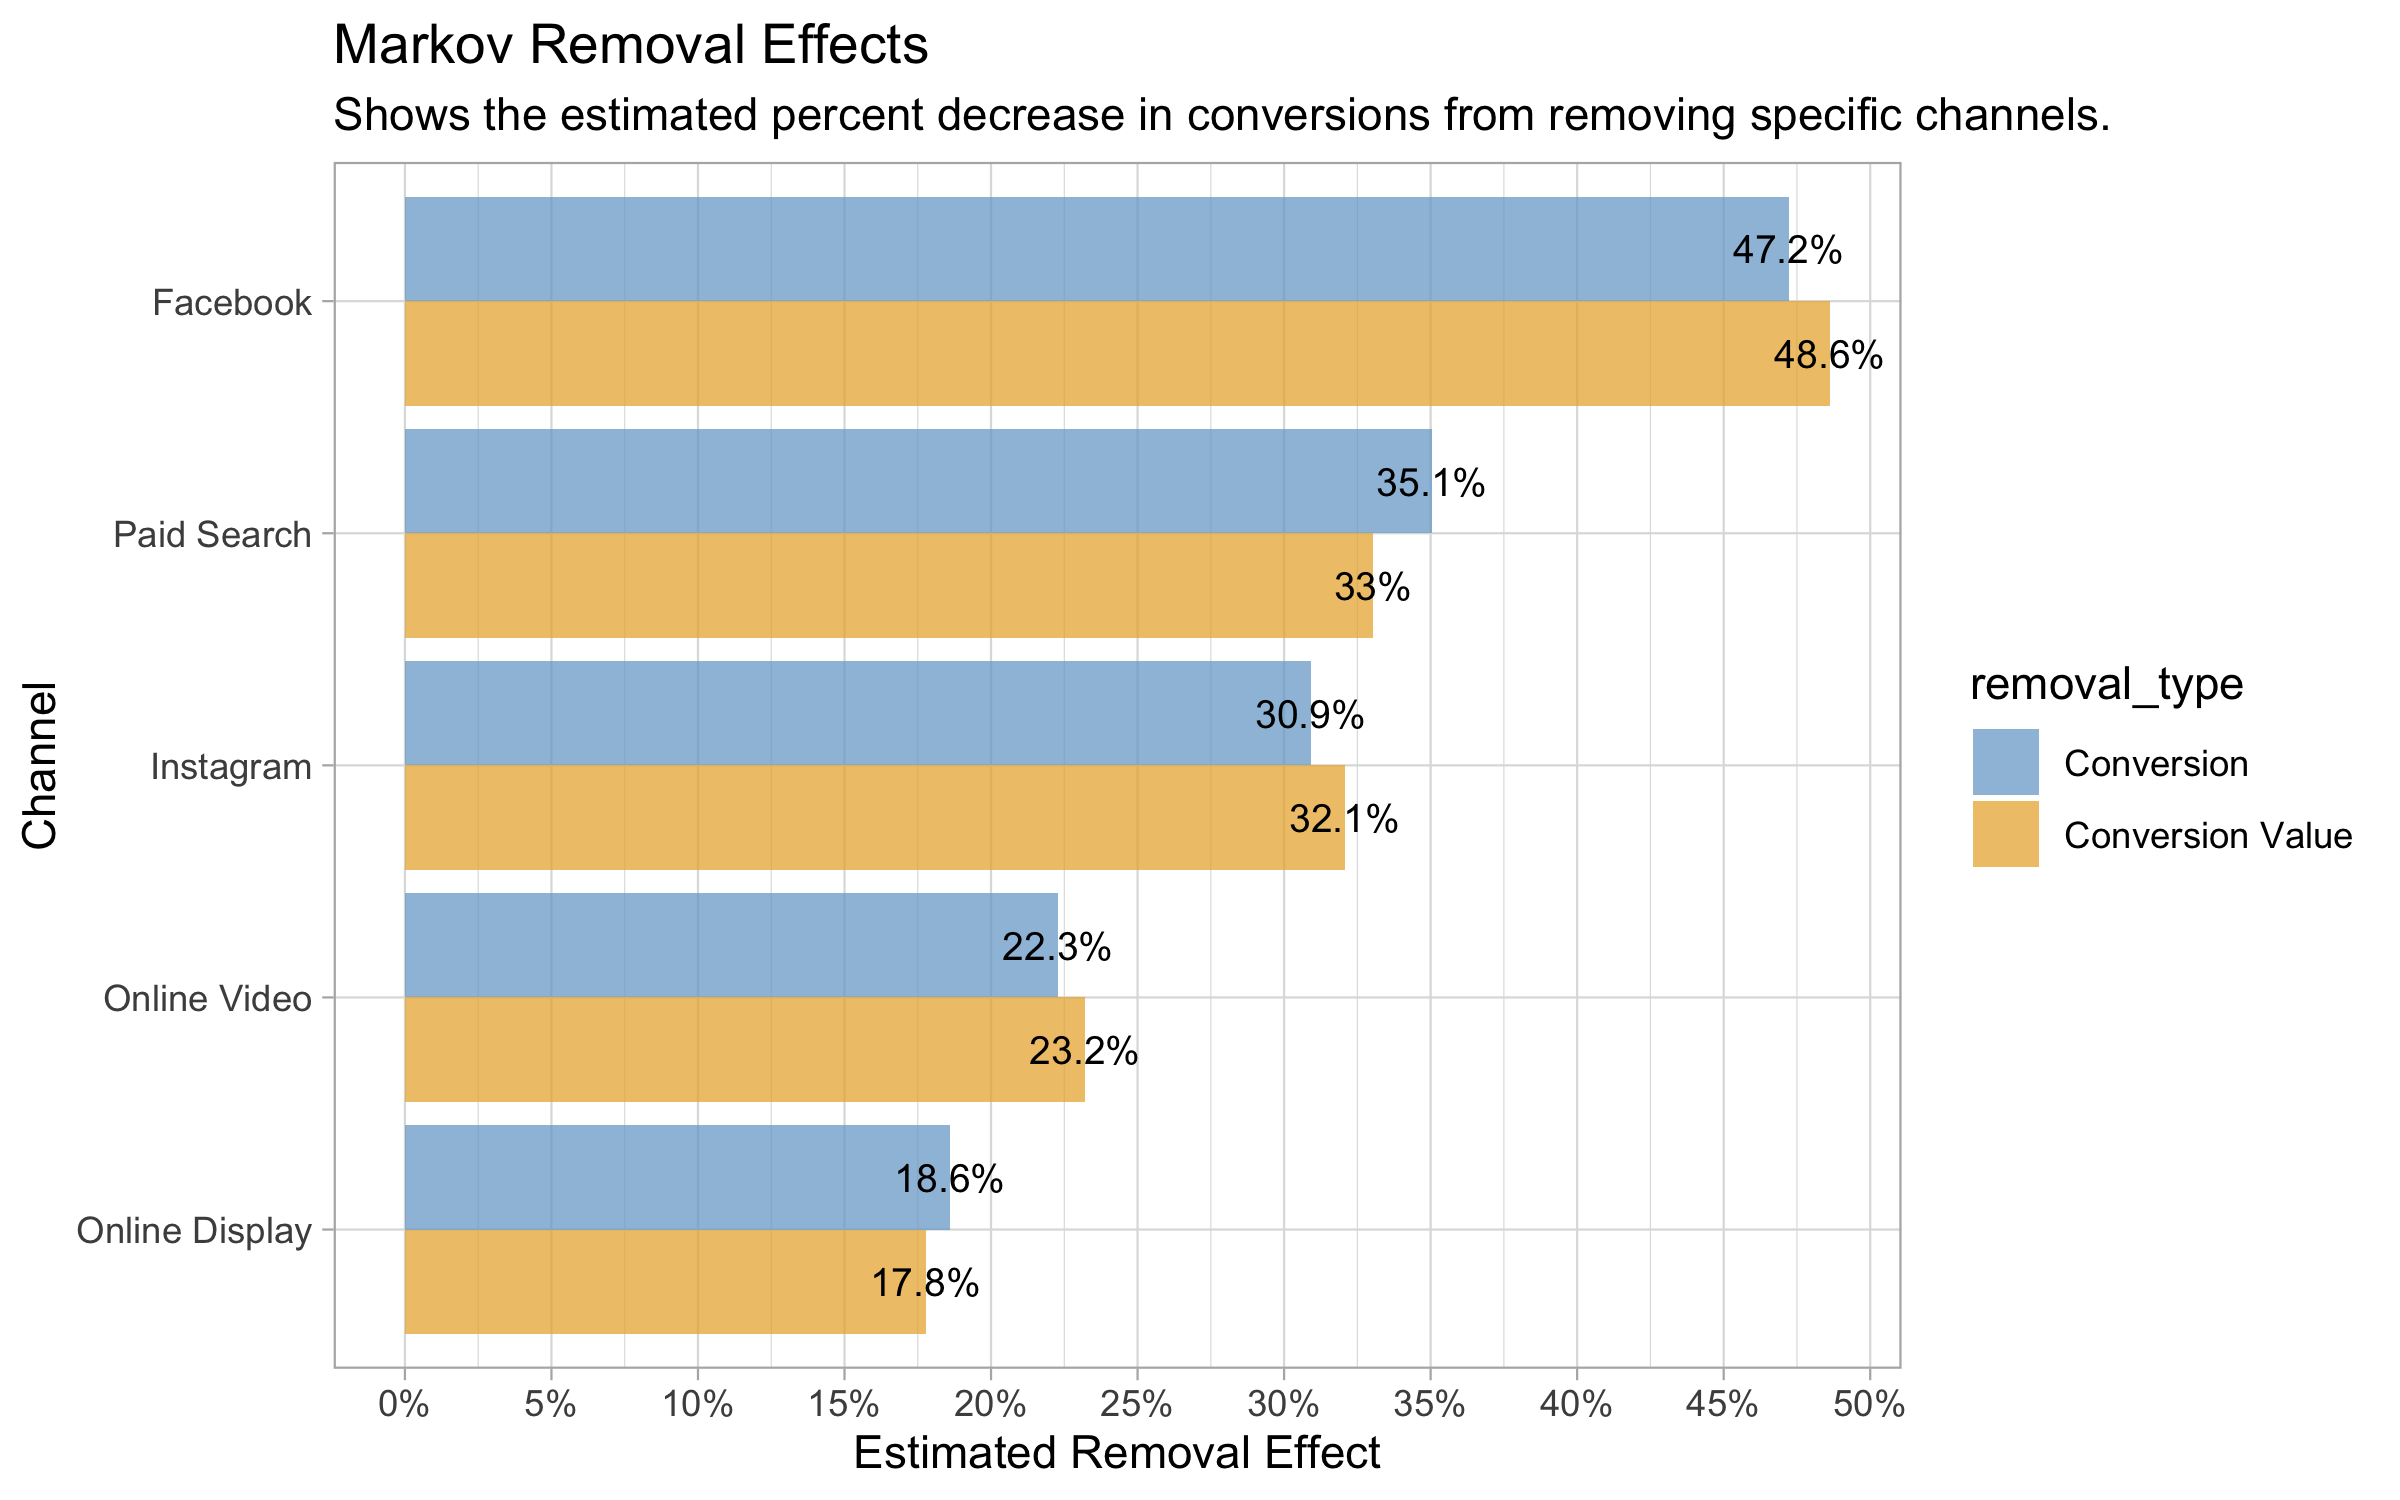 Markov Removal Effects
Shows the estimated percent decrease in conversions from removing specific channels.
Channel
Facebook
47.2%
48.6%
Paid Search
35.1%
33%
Instagram
30.9%
32.1%
Online Video
22.3%
23.2%
Online Display
18.6%
17.8%
0% 5% 10% 15% 20% 25% 30% 35% 40% 45% 50%
Estimated Removal Effect
removal_type
Conversion
Conversion Value